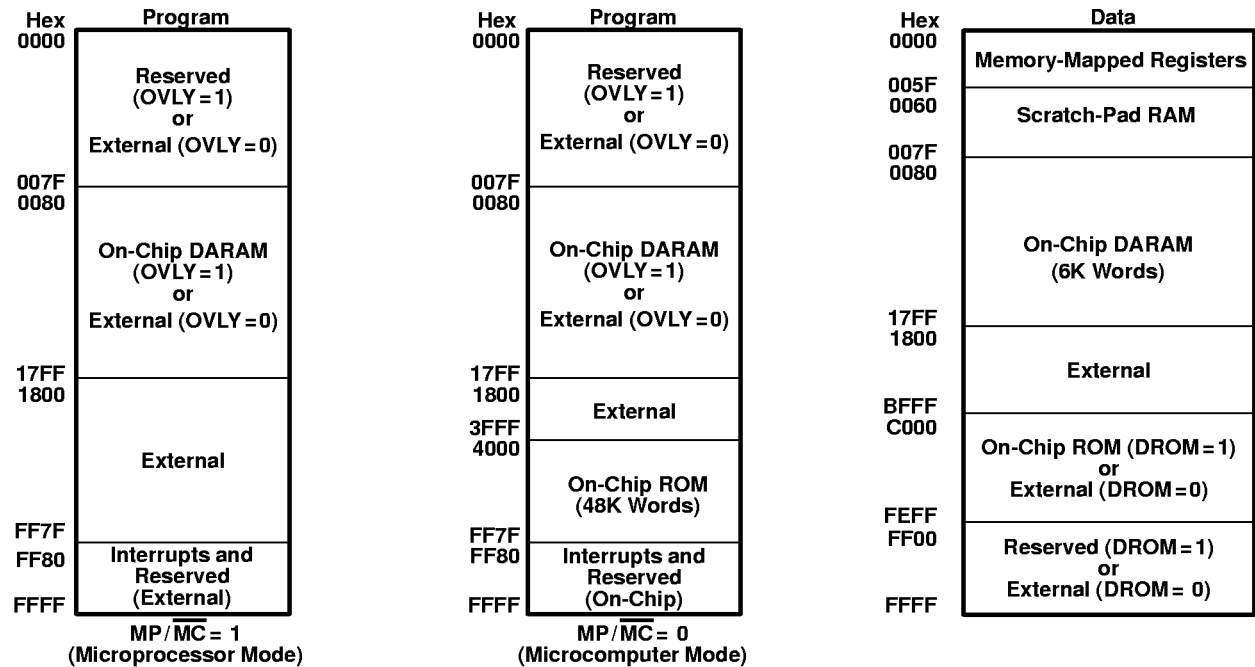 Hex
Program
0000
Reserved
(OVLY = 1)
or
External (OVLY = 0)
007F
0080
On-Chip DARAM
(OVLY = 1)
or
External (OVLY = 0)
17FF
1800
External
FF7F
FF80
Interrupts and
Reserved
(External)
FFFF
MP/M̅C̅ = 1
(Microprocessor Mode)
Hex
Program
0000
Reserved
(OVLY = 1)
or
External (OVLY = 0)
007F
0080
On-Chip DARAM
(OVLY = 1)
or
External (OVLY = 0)
17FF
1800
External
3FFF
4000
On-Chip ROM
(48K Words)
FF7F
FF80
Interrupts and
Reserved
(On-Chip)
FFFF
MP/M̅C̅ = 0
(Microcomputer Mode)
Hex
Data
0000
Memory-Mapped Registers
005F
0060
Scratch-Pad RAM
007F
0080
On-Chip DARAM
(6K Words)
17FF
1800
External
BFFF
C000
On-Chip ROM (DROM = 1)
or
External (DROM = 0)
FEFF
FF00
Reserved (DROM = 1)
or
External (DROM = 0)
FFFF